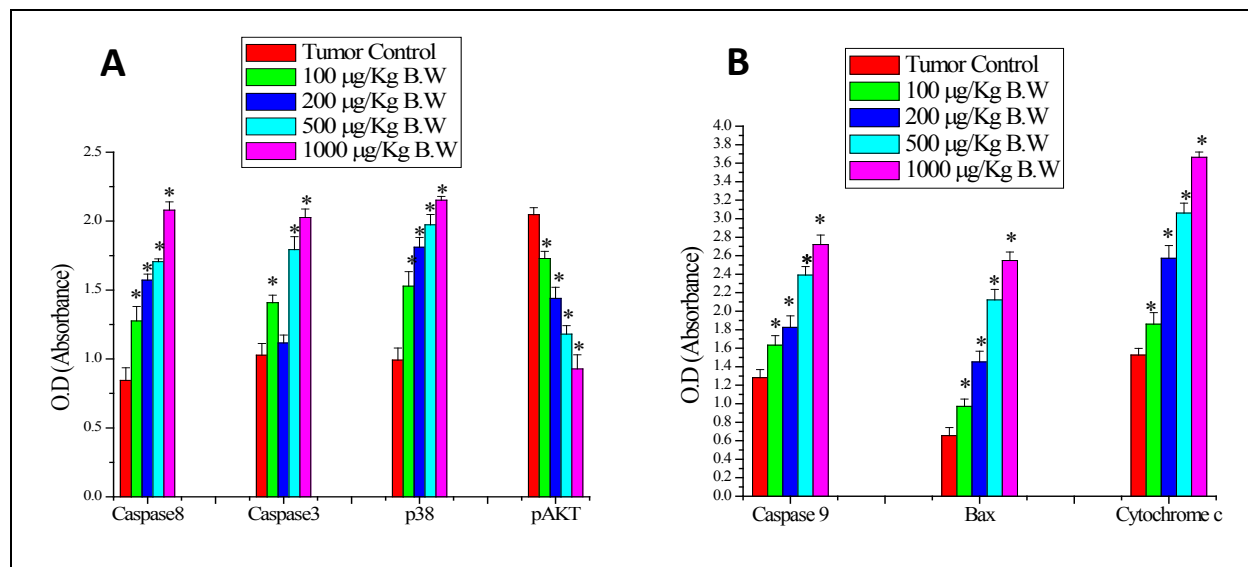 A
Tumor Control
100 μg/Kg B.W
200 μg/Kg B.W
500 μg/Kg B.W
1000 μg/Kg B.W
O.D (Absorbance)
2.5
2.0
1.5
1.0
0.5
0.0
* * * *
* * *
* * * *
* * * *
Caspase8 Caspase3 p38 pAKT
B
Tumor Control
100 μg/Kg B.W
200 μg/Kg B.W
500 μg/Kg B.W
1000 μg/Kg B.W
O.D (Absorbance)
4.0
3.8
3.6
3.4
3.2
3.0
2.8
2.6
2.4
2.2
2.0
1.8
1.6
1.4
1.2
1.0
0.8
0.6
0.4
0.2
0.0
* * * *
* * * *
* * * *
Caspase 9 Bax Cytochrome c